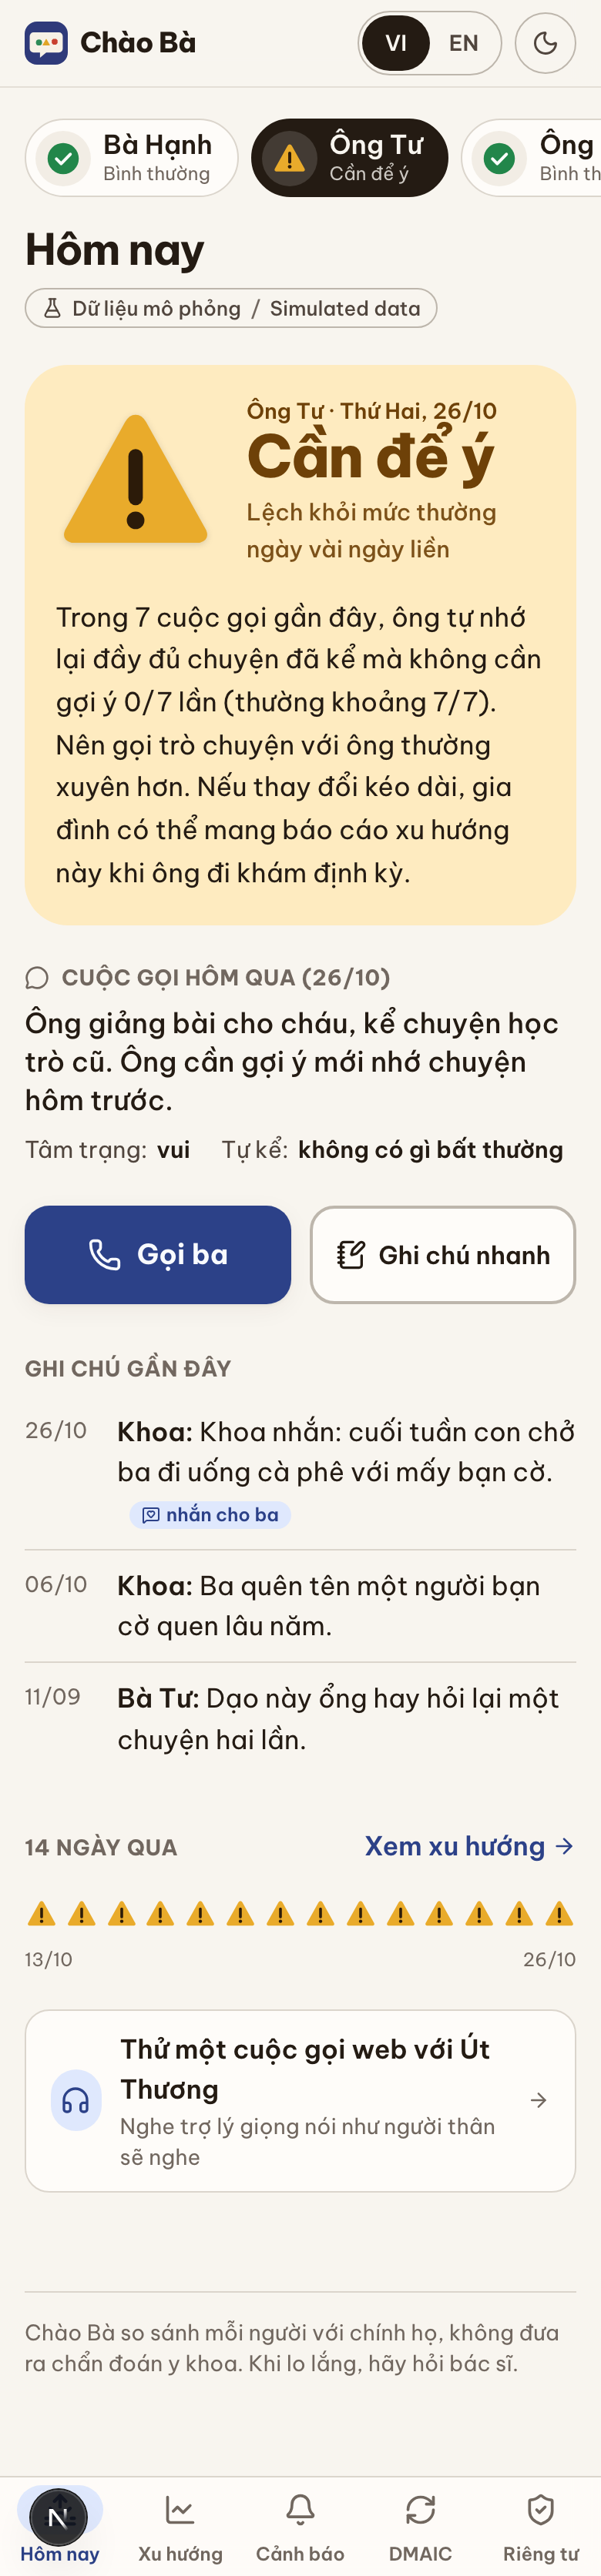 Chào Bà
VI EN
Bà Hạnh
Bình thường
Ông Tư
Cần để ý
Ông
Bình th
Hôm nay
Dữ liệu mô phỏng / Simulated data
Ông Tư · Thứ Hai, 26/10
Cần để ý
Lệch khỏi mức thường
ngày vài ngày liền
Trong 7 cuộc gọi gần đây, ông tự nhớ
lại đầy đủ chuyện đã kể mà không cần
gợi ý 0/7 lần (thường khoảng 7/7).
Nên gọi trò chuyện với ông thường
xuyên hơn. Nếu thay đổi kéo dài, gia
đình có thể mang báo cáo xu hướng
này khi ông đi khám định kỳ.
CUỘC GỌI HÔM QUA (26/10)
Ông giảng bài cho cháu, kể chuyện học
trò cũ. Ông cần gợi ý mới nhớ chuyện
hôm trước.
Tâm trạng: vui Tự kể: không có gì bất thường
Gọi ba
Ghi chú nhanh
GHI CHÚ GẦN ĐÂY
26/10 Khoa: Khoa nhắn: cuối tuần con chở
ba đi uống cà phê với mấy bạn cờ.
nhắn cho ba
06/10 Khoa: Ba quên tên một người bạn
cờ quen lâu năm.
11/09 Bà Tư: Dạo này ổng hay hỏi lại một
chuyện hai lần.
14 NGÀY QUA Xem xu hướng →
13/10 26/10
Thử một cuộc gọi web với Út
Thương
Nghe trợ lý giọng nói như người thân
sẽ nghe
Chào Bà so sánh mỗi người với chính họ, không đưa
ra chẩn đoán y khoa. Khi lo lắng, hãy hỏi bác sĩ.
N
Hôm nay Xu hướng Cảnh báo DMAIC Riêng tư